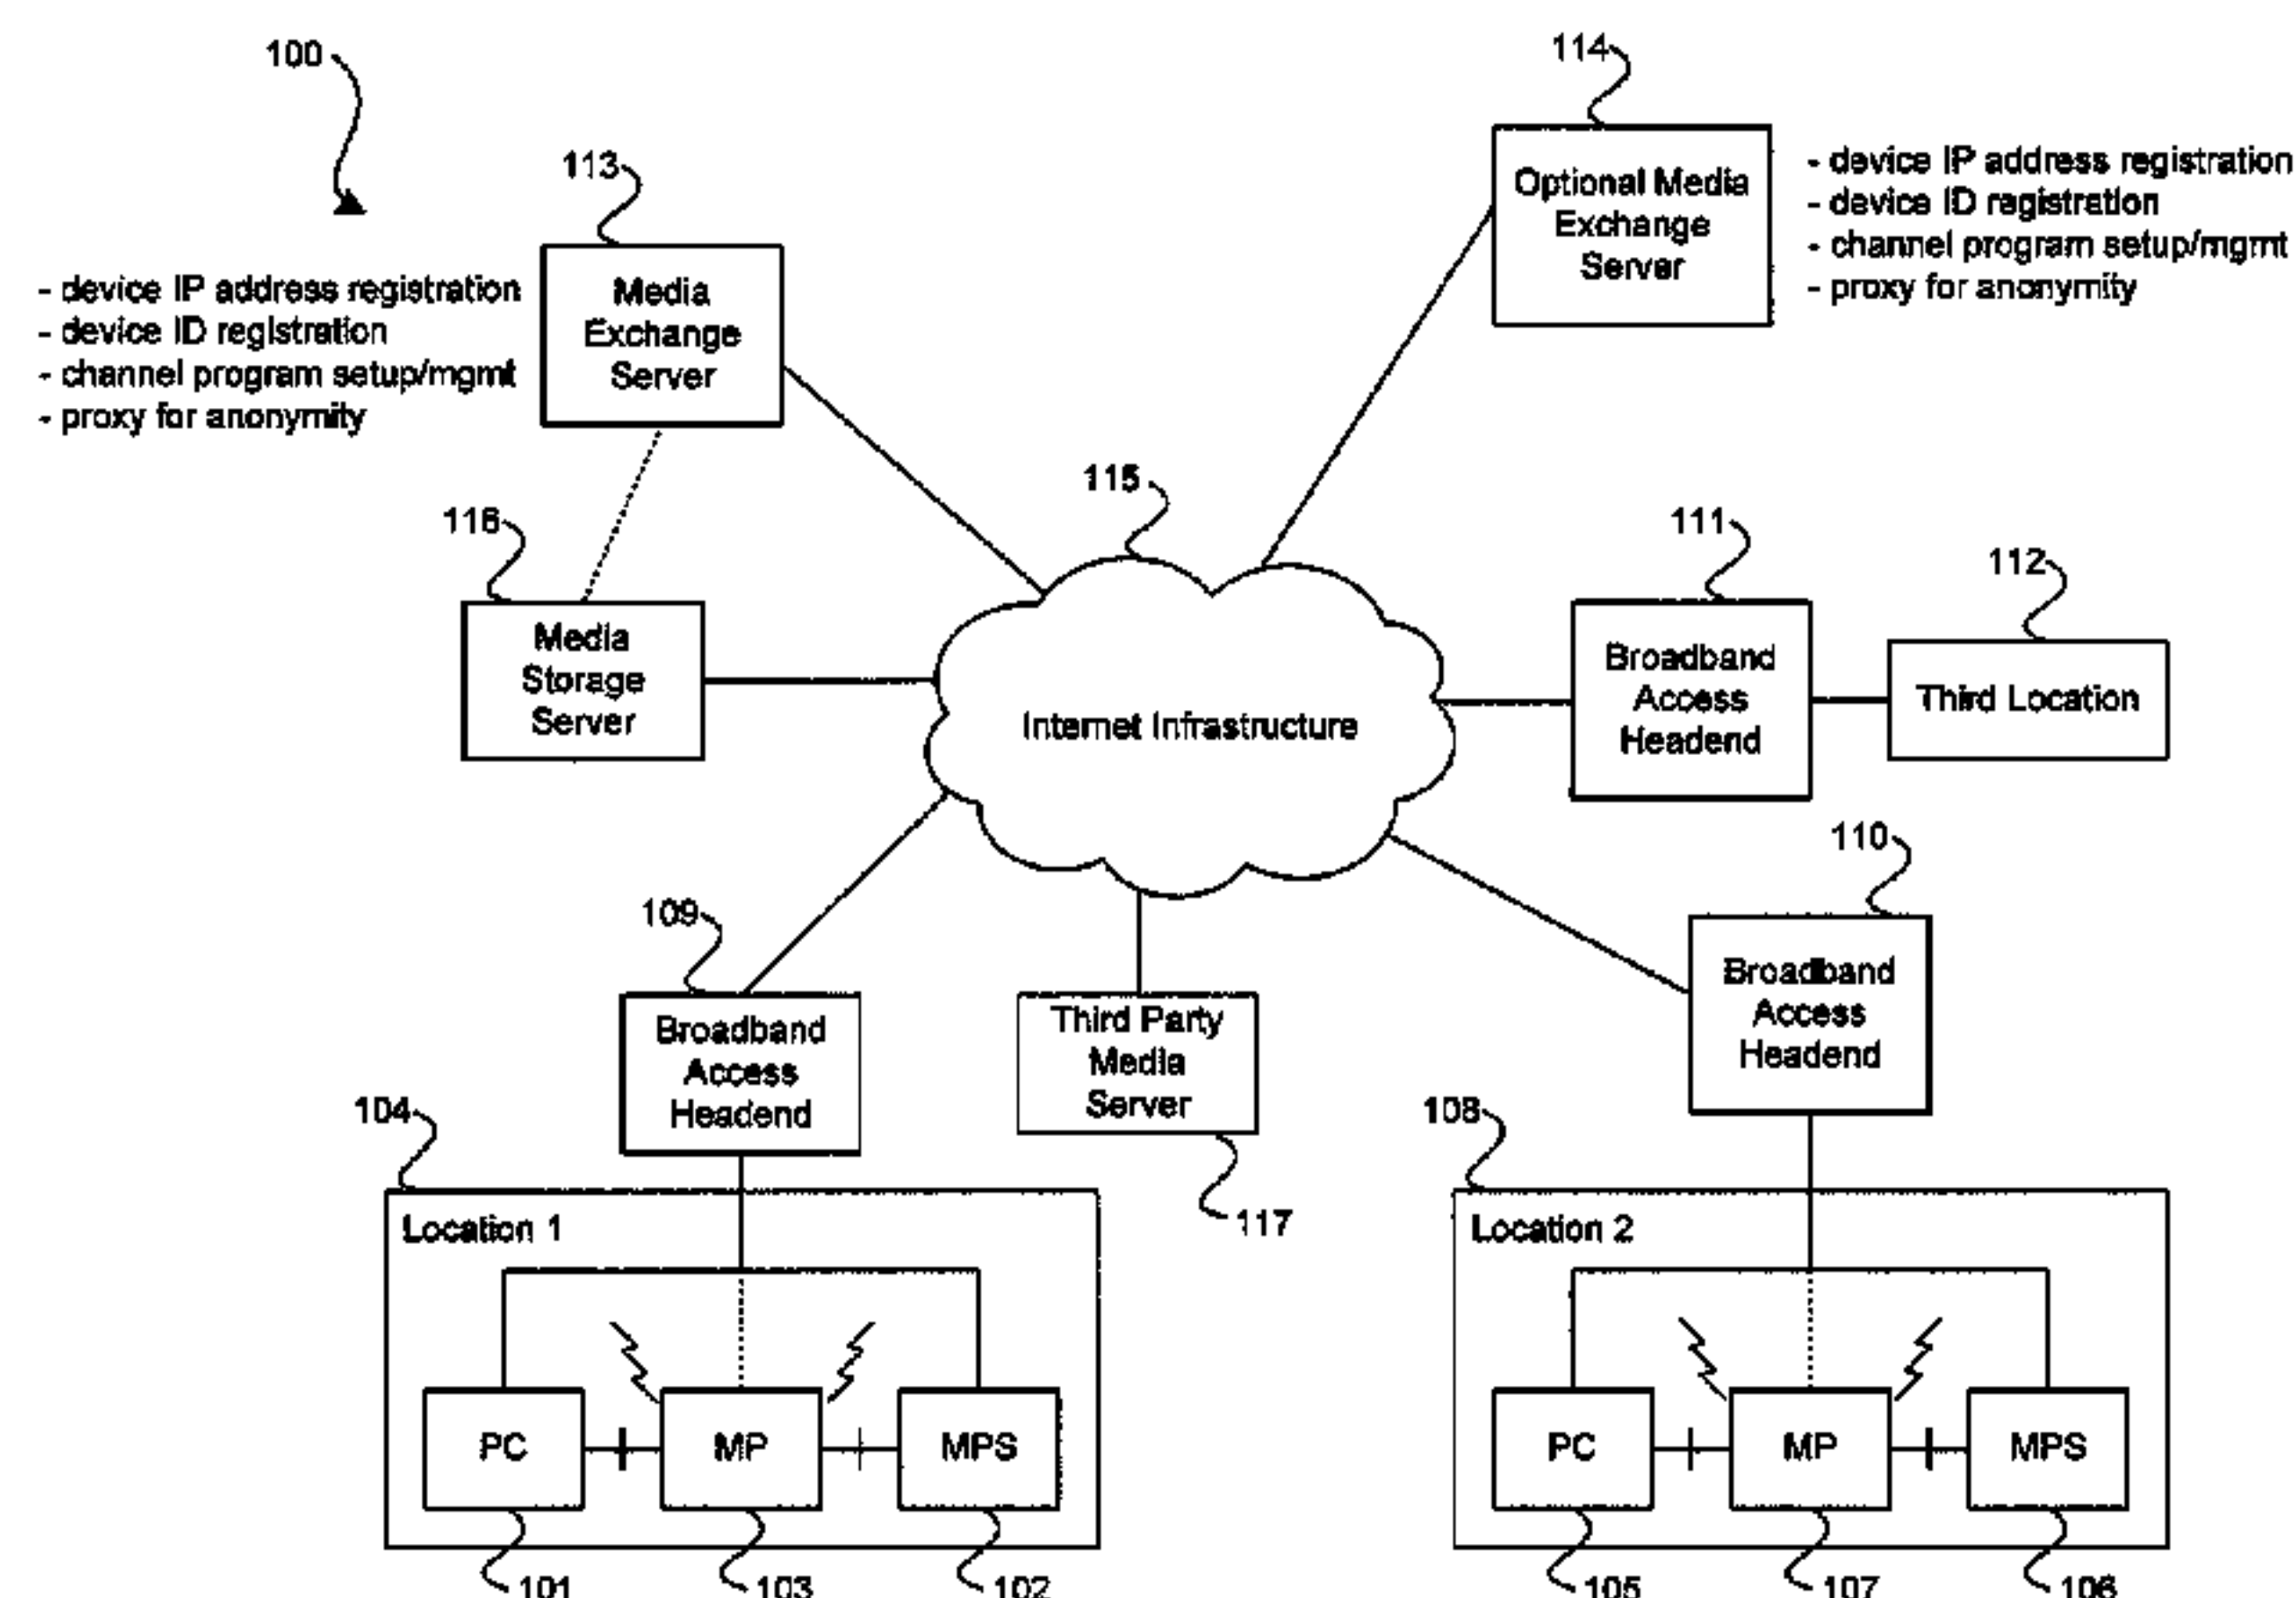 100
114
113
Optional Media
Exchange
Server
- device IP address registration
- device ID registration
- channel program setup/mgmt
- proxy for anonymity
- device IP address registration
- device ID registration
- channel program setup/mgmt
- proxy for anonymity
Media
Exchange
Server
115
116
111
112
Media
Storage
Server
Internet Infrastructure
Broadband
Access
Headend
Third Location
110
109
Broadband
Access
Headend
Third Party
Media
Server
Broadband
Access
Headend
104
108
117
Location 1
Location 2
PC
MP
MPS
PC
MP
MPS
101
103
102
105
107
106